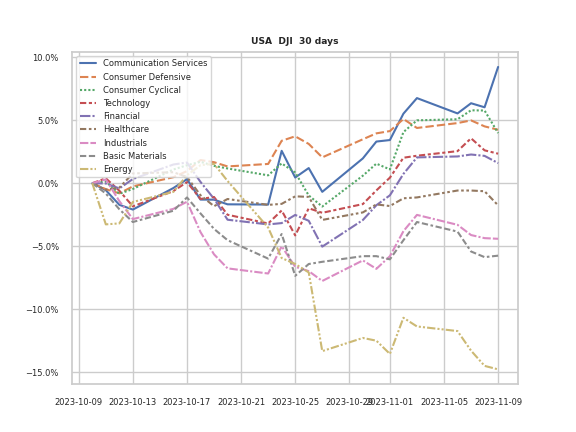 USA DJI 30 days
10.0%
5.0%
0.0%
−5.0%
−10.0%
−15.0%
Communication Services
Consumer Defensive
Consumer Cyclical
Technology
Financial
Healthcare
Industrials
Basic Materials
Energy
2023-10-09 2023-10-13 2023-10-17 2023-10-21 2023-10-25 2023-10-29 2023-11-01 2023-11-05 2023-11-09